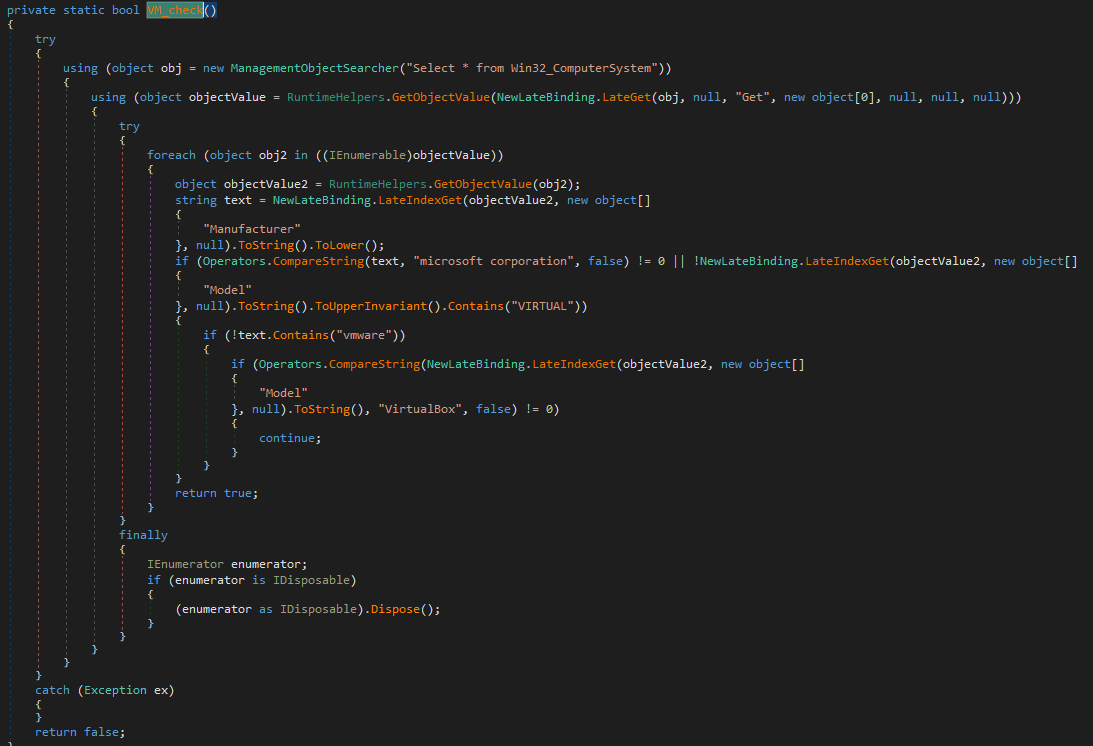 private static bool VM_check()
{
try
{
using (object obj = new ManagementObjectSearcher("Select * from Win32_ComputerSystem"))
{
using (object objectValue = RuntimeHelpers.GetObjectValue(NewLateBinding.LateGet(obj, null, "Get", new object[0], null, null, null)))
{
try
{
foreach (object obj2 in ((IEnumerable)objectValue))
{
object objectValue2 = RuntimeHelpers.GetObjectValue(obj2);
string text = NewLateBinding.LateIndexGet(objectValue2, new object[]
{
"Manufacturer"
}, null).ToString().ToLower();
if (Operators.CompareString(text, "microsoft corporation", false) != 0 || !NewLateBinding.LateIndexGet(objectValue2, new object[]
{
"Model"
}, null).ToString().ToUpperInvariant().Contains("VIRTUAL"))
{
if (!text.Contains("vmware"))
{
if (Operators.CompareString(NewLateBinding.LateIndexGet(objectValue2, new object[]
{
"Model"
}, null).ToString(), "VirtualBox", false) != 0)
{
continue;
}
}
}
return true;
}
}
finally
{
IEnumerator enumerator;
if (enumerator is IDisposable)
{
(enumerator as IDisposable).Dispose();
}
}
}
}
}
catch (Exception ex)
{
}
return false;
}